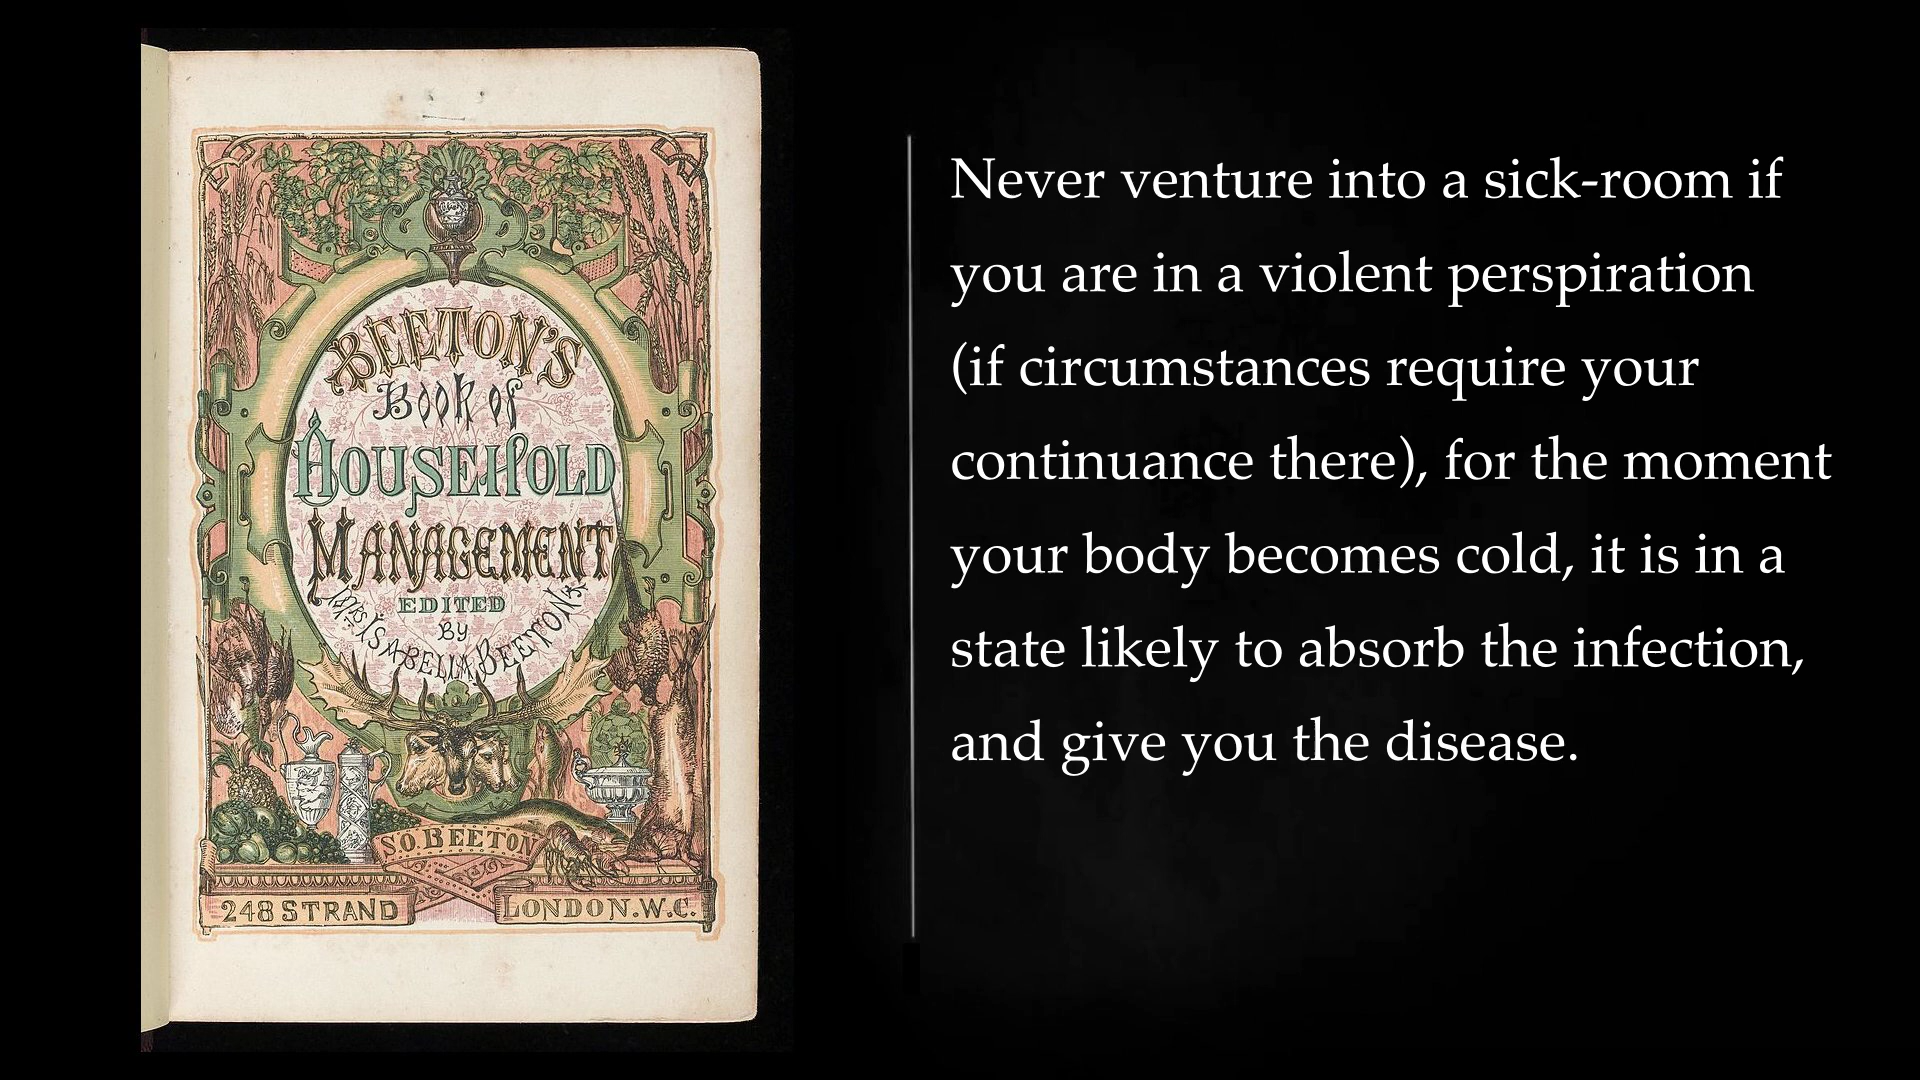 BEETON'S
Book of
HOUSEHOLD
MANAGEMENT
EDITED
BY
MRS ISABELLA BEETON
S.O. BEETON
248 STRAND
LONDON. W.C.
Never venture into a sick-room if
you are in a violent perspiration
(if circumstances require your
continuance there), for the moment
your body becomes cold, it is in a
state likely to absorb the infection,
and give you the disease.